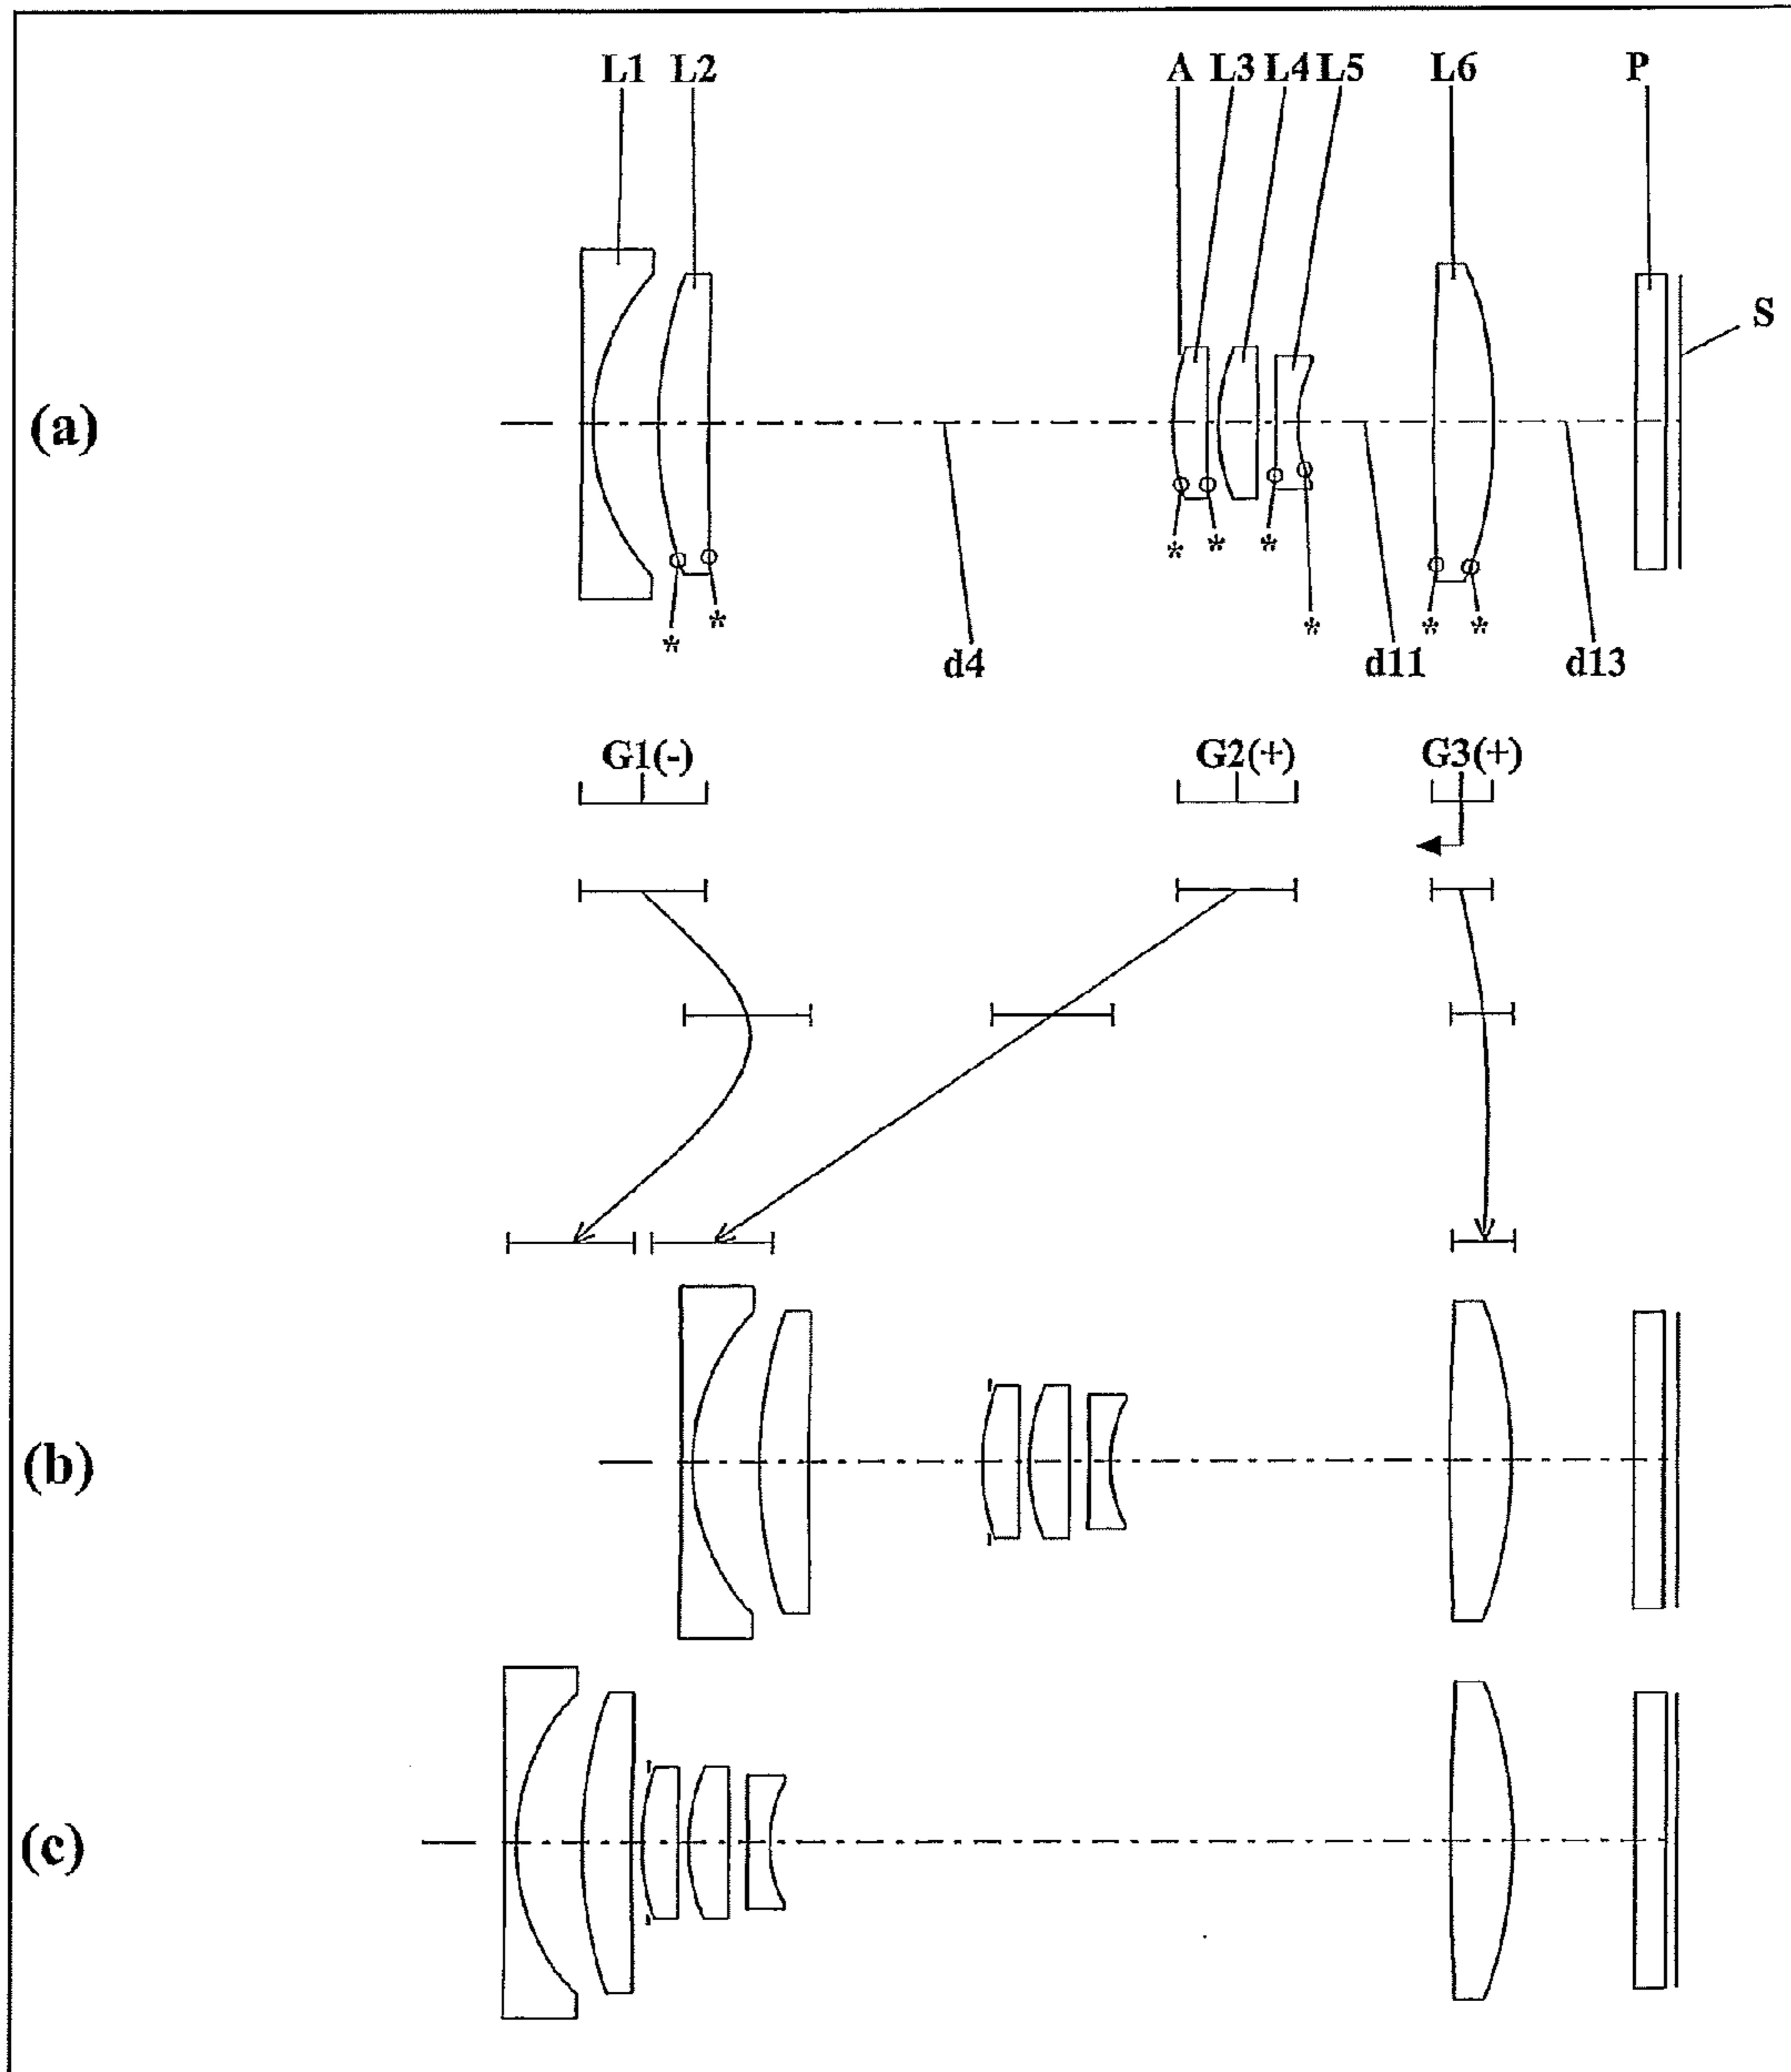 L1 L2 A L3 L4 L5 L6 P
S
(a)
* * * * * * * *
d4 d11 d13
G1(-) G2(+) G3(+)
(b)
(c)